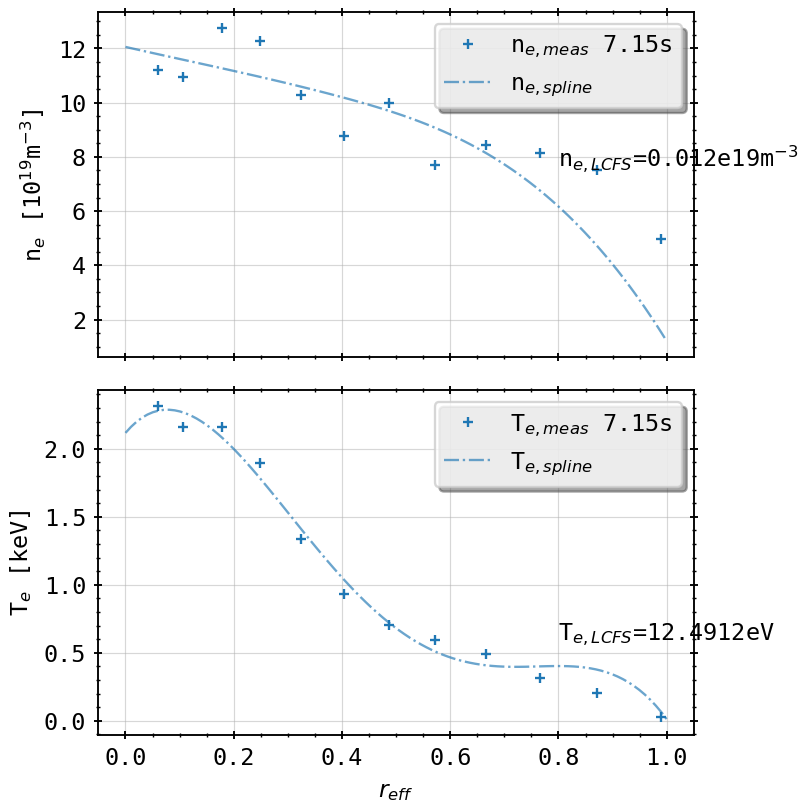 12
10
8
6
4
2
n_e [10^19 m^−3]
n_e,meas 7.15s
n_e,spline
n_e,LCFS=0.012e19m^−3
2.0
1.5
1.0
0.5
0.0
T_e [keV]
T_e,meas 7.15s
T_e,spline
T_e,LCFS=12.4912eV
0.0 0.2 0.4 0.6 0.8 1.0
r_eff